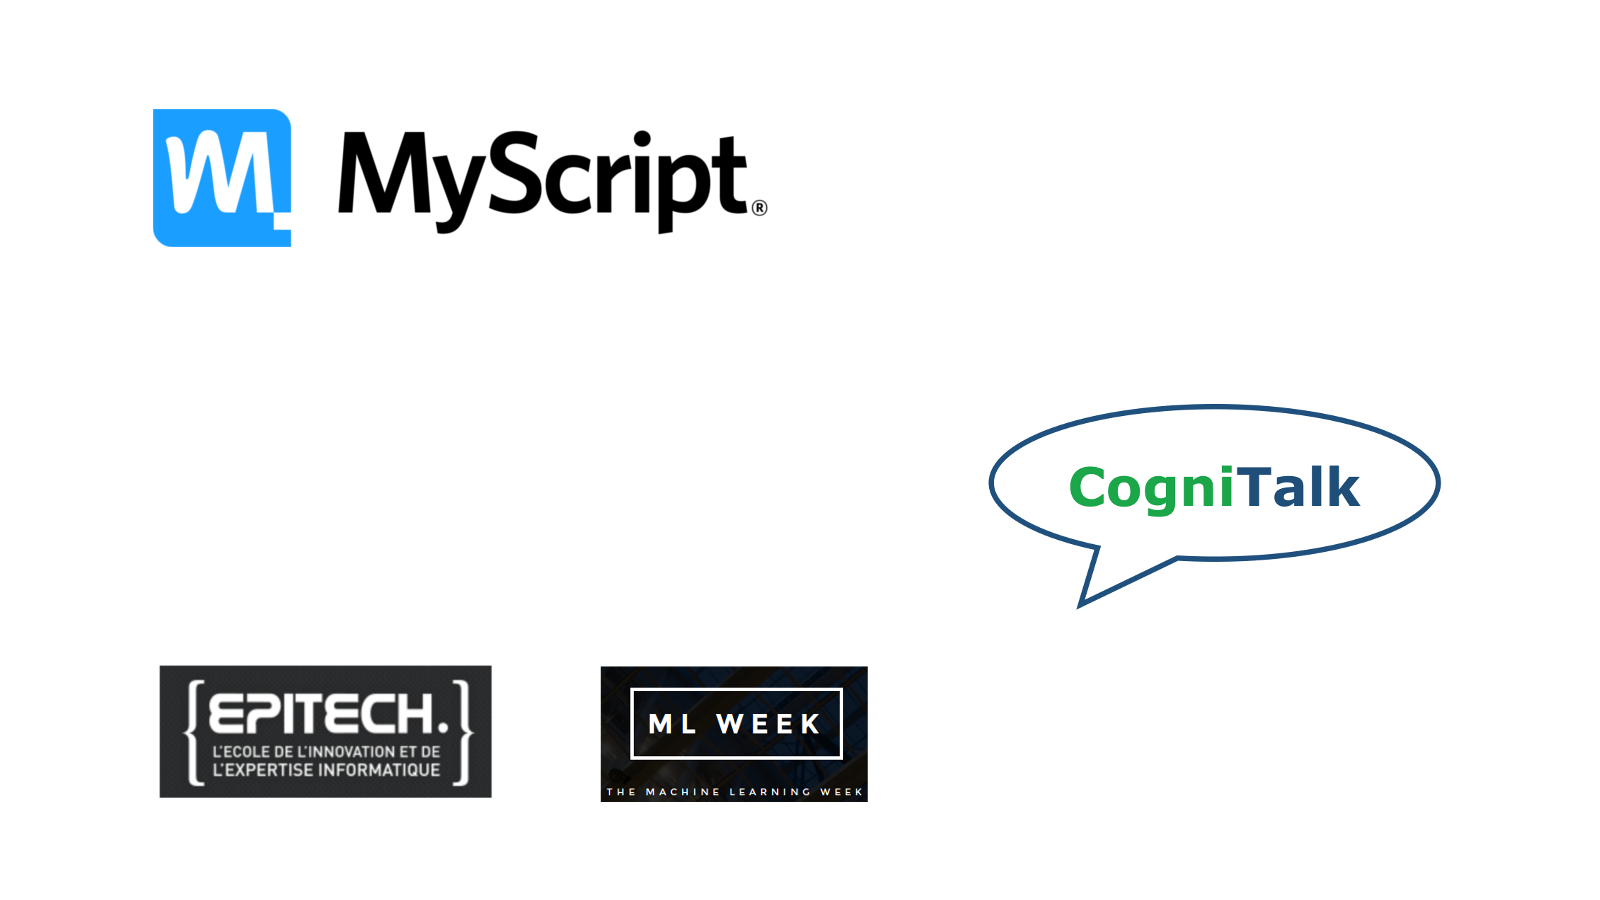 MyScript®
CogniTalk
{EPITECH.}
L'ECOLE DE L'INNOVATION ET DE
L'EXPERTISE INFORMATIQUE
ML WEEK
THE MACHINE LEARNING WEEK